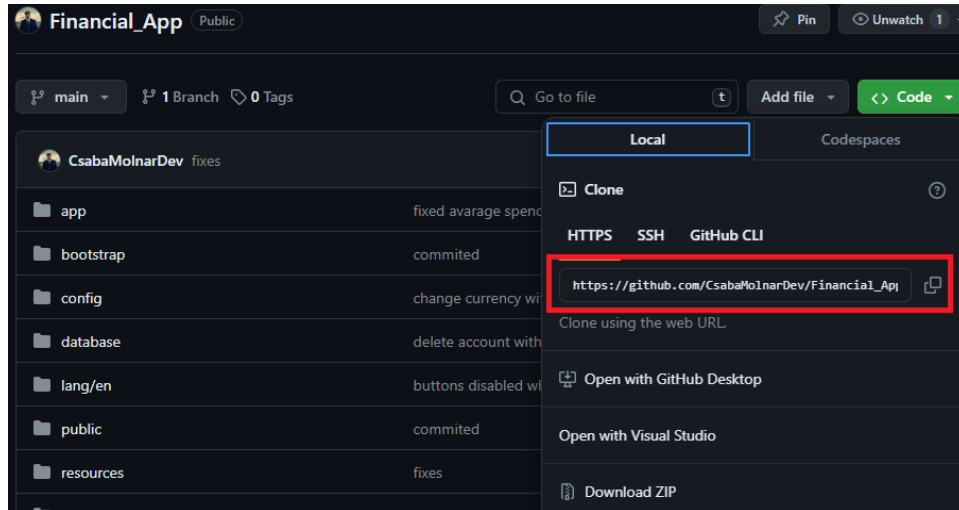 Financial_App Public Pin Unwatch 1
main 1 Branch 0 Tags Go to file t Add file <> Code
Local Codespaces
CsabaMolnarDev fixes
Clone
app fixed avarage spend
HTTPS SSH GitHub CLI
bootstrap commited
https://github.com/CsabaMolnarDev/Financial_App
config change currency wi
Clone using the web URL.
database delete account with
Open with GitHub Desktop
lang/en buttons disabled wh
public commited
Open with Visual Studio
resources fixes
Download ZIP